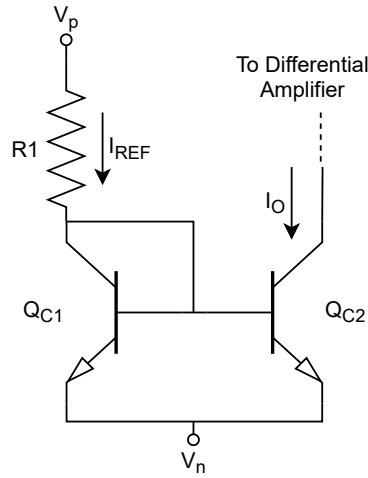 V_p
To Differential
Amplifier
R1
I_REF
I_O
Q_C1
Q_C2
V_n